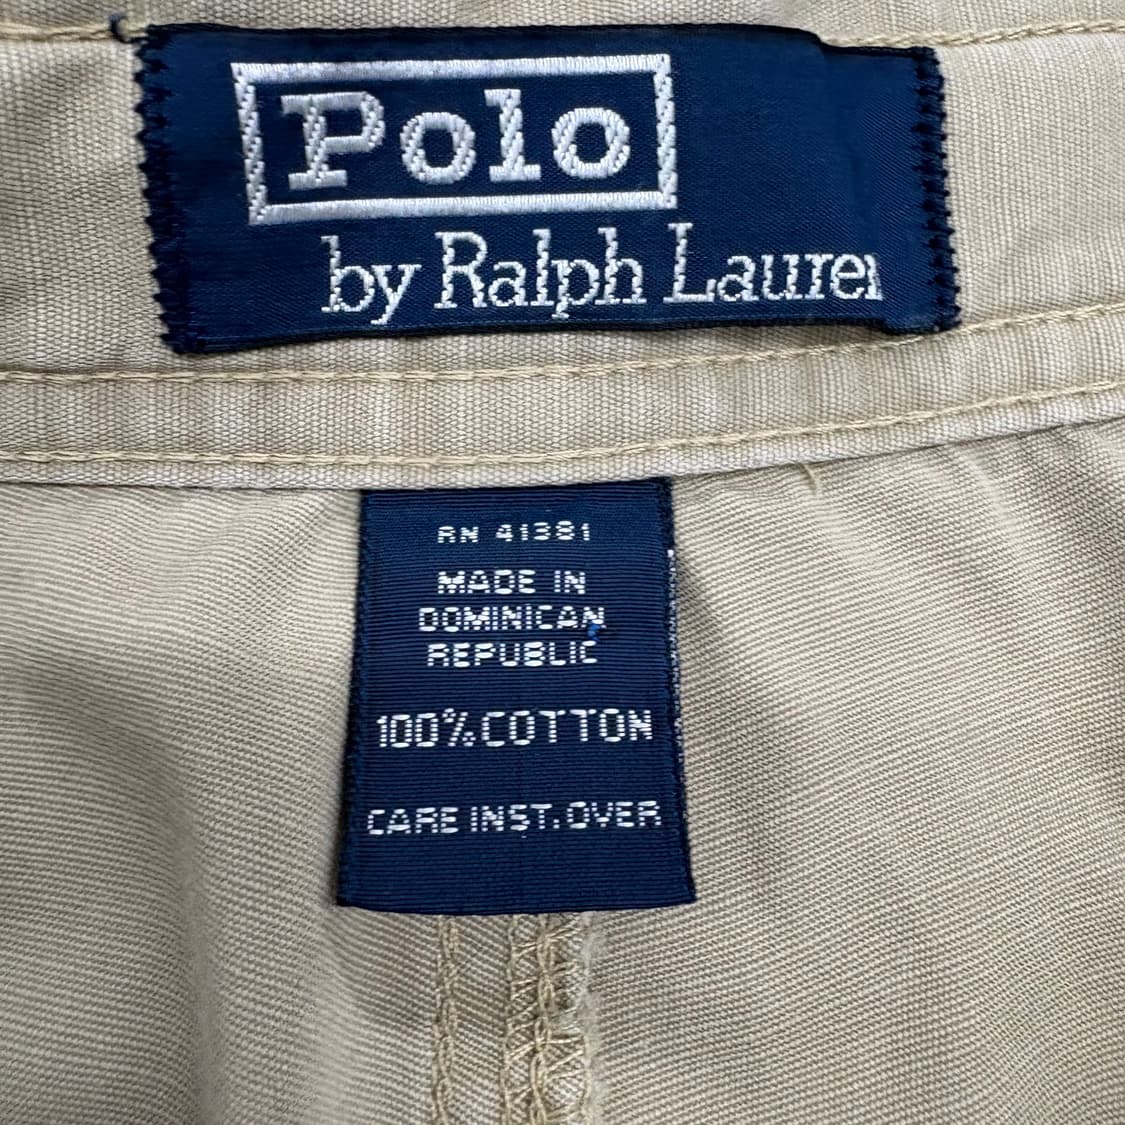 Polo
by Ralph Lauren
RN 41381
MADE IN
DOMINICAN
REPUBLIC
100% COTTON
CARE INST. OVER